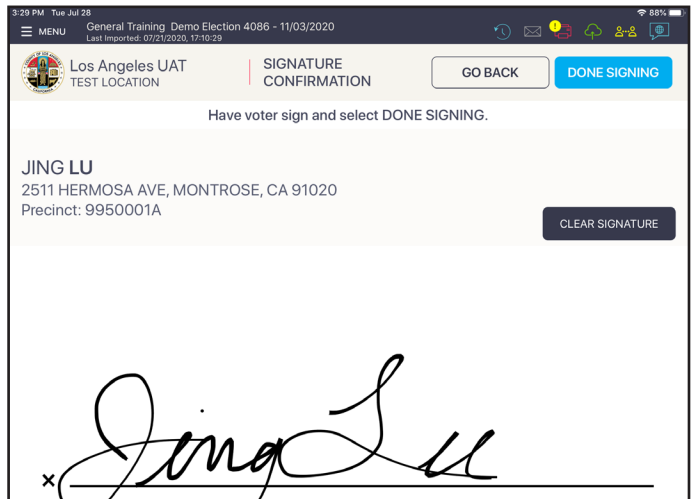 3:29 PM Tue Jul 28
88%
MENU
General Training Demo Election 4086 - 11/03/2020
Last Imported: 07/21/2020, 17:10:29
Los Angeles UAT
TEST LOCATION
SIGNATURE
CONFIRMATION
GO BACK
DONE SIGNING
Have voter sign and select DONE SIGNING.
JING LU
2511 HERMOSA AVE, MONTROSE, CA 91020
Precinct: 9950001A
CLEAR SIGNATURE
× Jing Lu